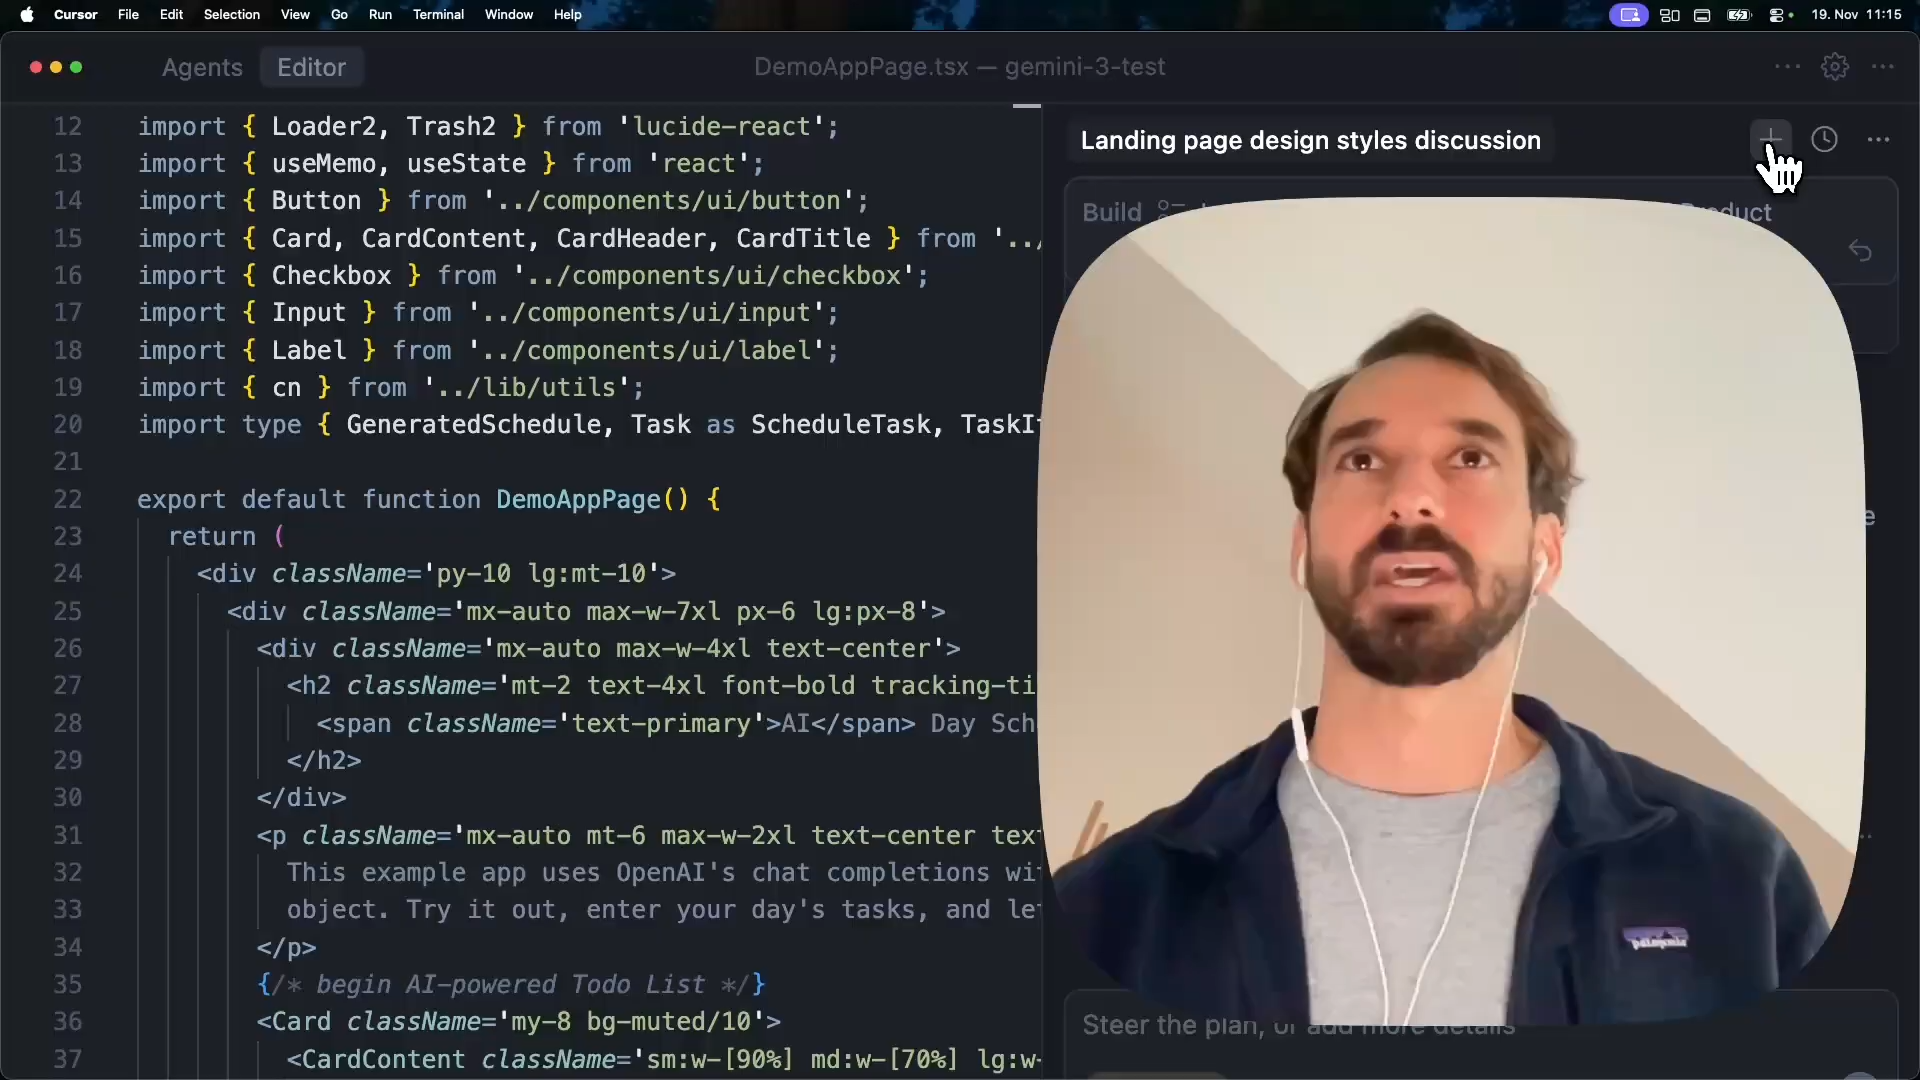 Cursor File Edit Selection View Go Run Terminal Window Help 19. Nov 11:15
Agents Editor DemoAppPage.tsx — gemini-3-test
Landing page design styles discussion
Build
Steer the plan, or add more details
12 import { Loader2, Trash2 } from 'lucide-react';
13 import { useMemo, useState } from 'react';
14 import { Button } from '../components/ui/button';
15 import { Card, CardContent, CardHeader, CardTitle } from '../
16 import { Checkbox } from '../components/ui/checkbox';
17 import { Input } from '../components/ui/input';
18 import { Label } from '../components/ui/label';
19 import { cn } from '../lib/utils';
20 import type { GeneratedSchedule, Task as ScheduleTask, TaskI
21
22 export default function DemoAppPage() {
23 return (
24 <div className='py-10 lg:mt-10'>
25 <div className='mx-auto max-w-7xl px-6 lg:px-8'>
26 <div className='mx-auto max-w-4xl text-center'>
27 <h2 className='mt-2 text-4xl font-bold tracking-ti
28 <span className='text-primary'>AI</span> Day Sch
29 </h2>
30 </div>
31 <p className='mx-auto mt-6 max-w-2xl text-center tex
32 This example app uses OpenAI's chat completions wi
33 object. Try it out, enter your day's tasks, and le
34 </p>
35 {/* begin AI-powered Todo List */}
36 <Card className='my-8 bg-muted/10'>
37 <CardContent className='sm:w-[90%] md:w-[70%] lg:w-